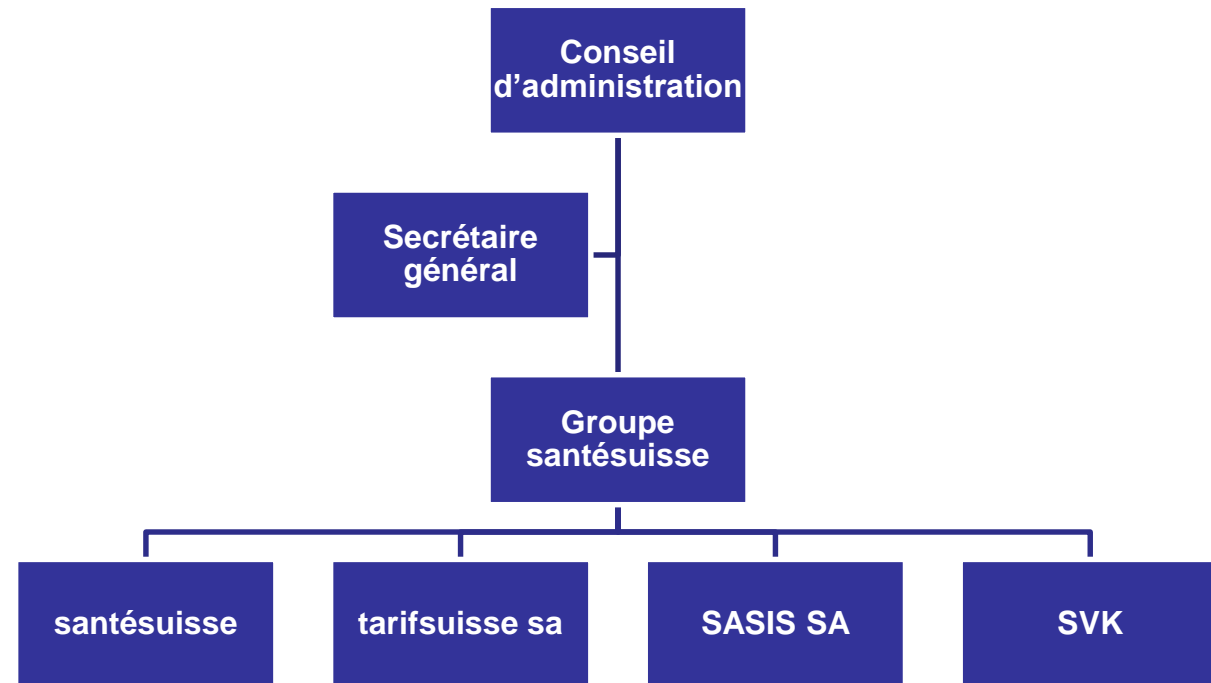 Conseil
d’administration
Secrétaire
général
Groupe
santésuisse
santésuisse
tarifsuisse sa
SASIS SA
SVK